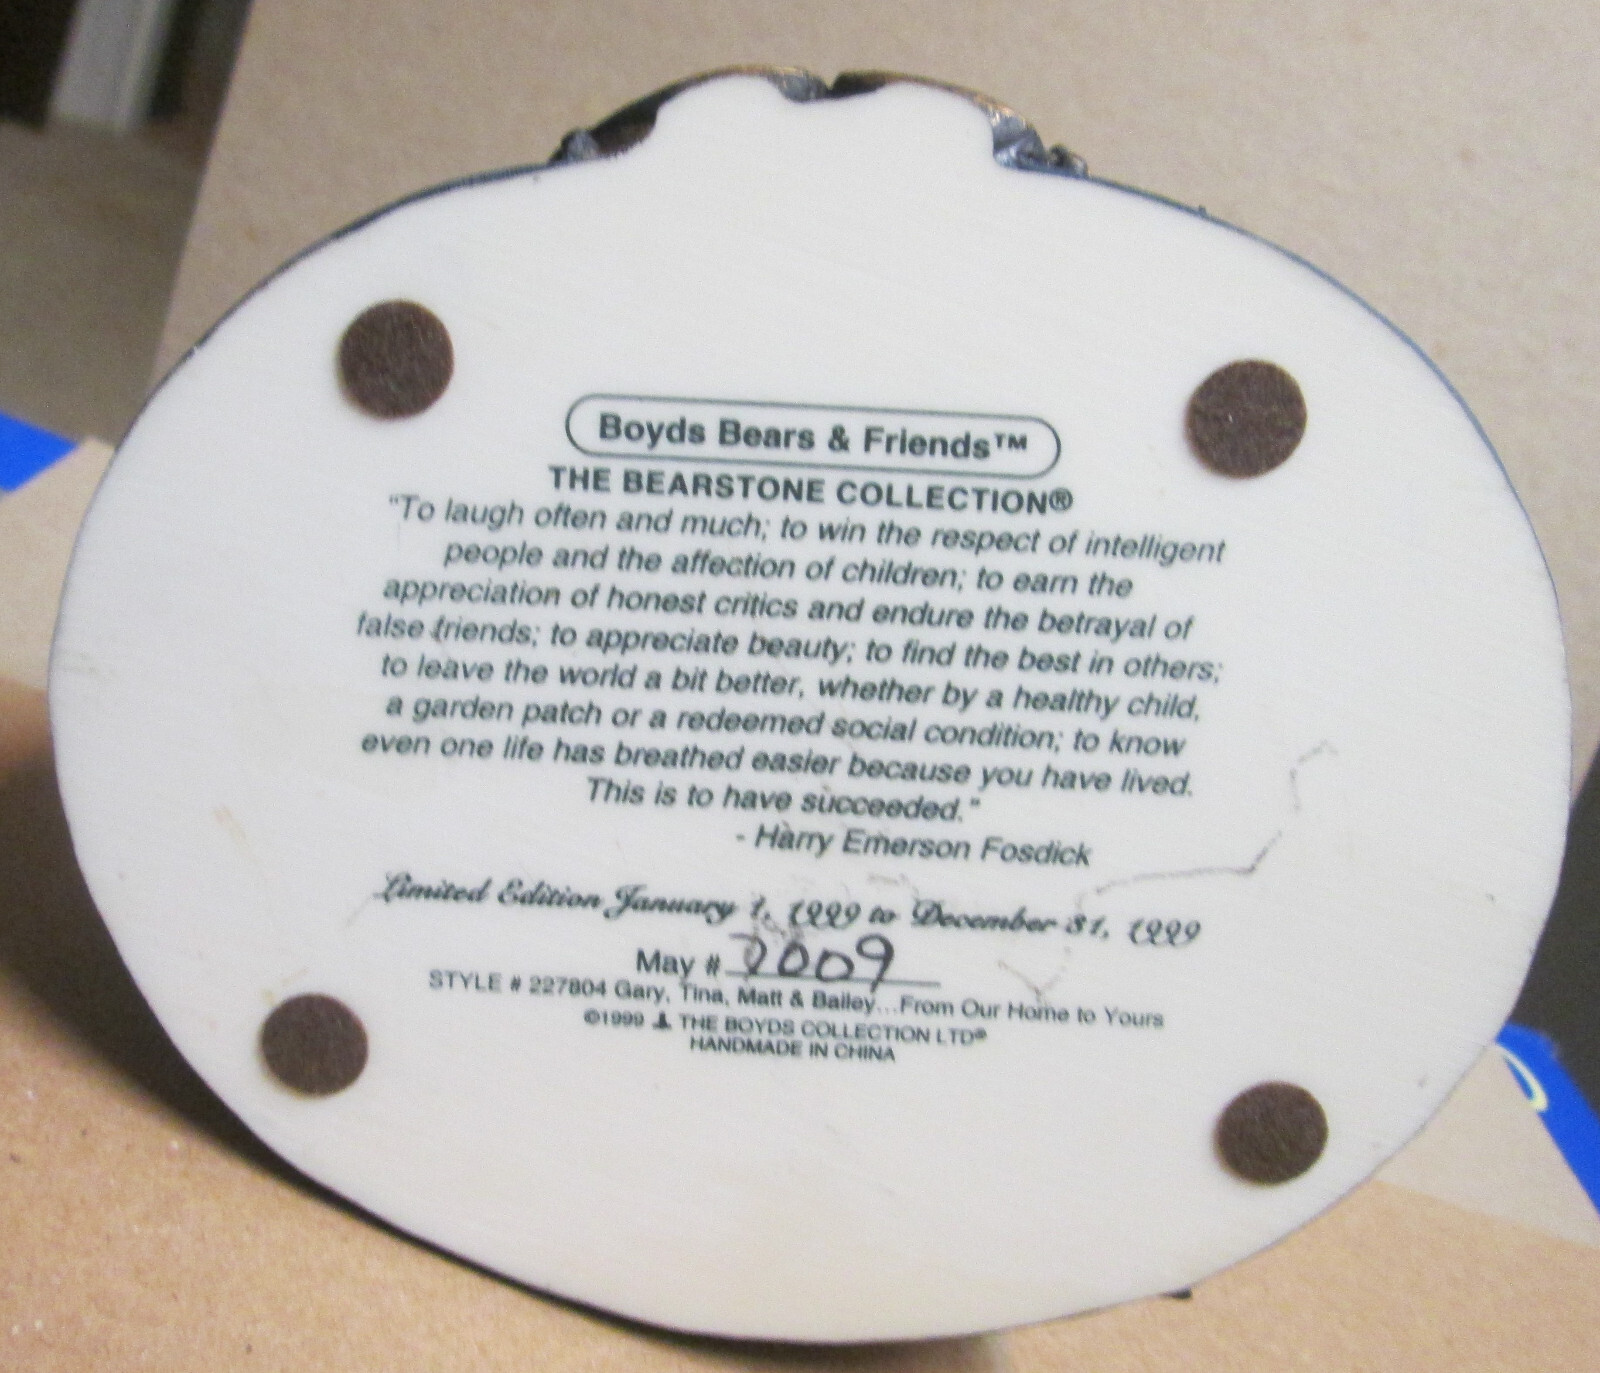 Boyds Bears & Friends™
THE BEARSTONE COLLECTION®
"To laugh often and much; to win the respect of intelligent
people and the affection of children; to earn the
appreciation of honest critics and endure the betrayal of
false friends; to appreciate beauty; to find the best in others;
to leave the world a bit better, whether by a healthy child,
a garden patch or a redeemed social condition; to know
even one life has breathed easier because you have lived.
This is to have succeeded."
- Harry Emerson Fosdick
Limited Edition January 1, 1999 to December 31, 1999
May #
STYLE # 227804 Gary, Tina, Matt & Bailey...From Our Home to Yours
©1999 THE BOYDS COLLECTION LTD®
HANDMADE IN CHINA